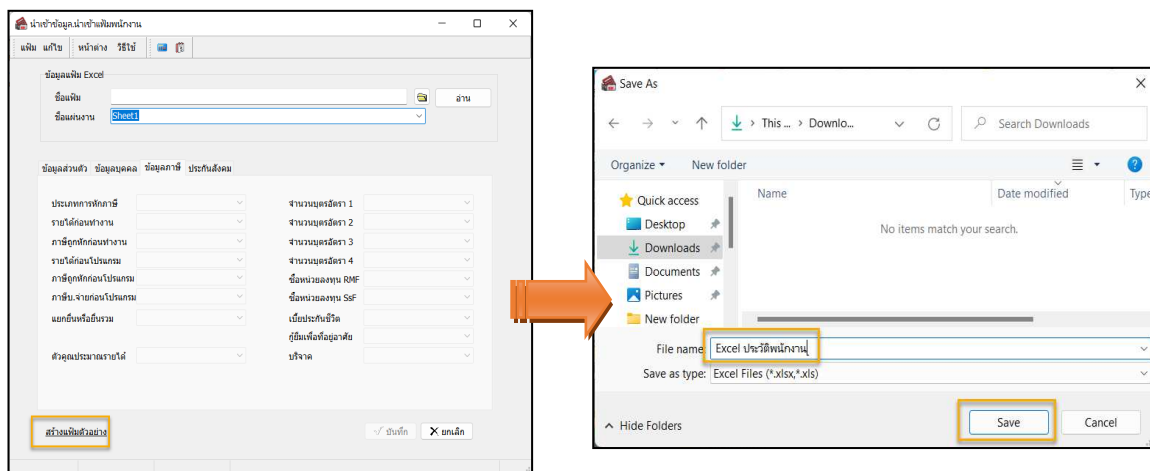 นำเข้าข้อมูล.นำเข้าแฟ้มพนักงาน
แฟ้ม แก้ไข หน้าต่าง วิธีใช้
ข้อมูลแฟ้ม Excel
ชื่อแฟ้ม อ่าน
ชื่อแผ่นงาน Sheet1
ข้อมูลส่วนตัว ข้อมูลบุคคล ข้อมูลภาษี ประกันสังคม
ประเภทการหักภาษี จำนวนบุตรอัตรา 1
รายได้ก่อนทำงาน จำนวนบุตรอัตรา 2
ภาษีถูกหักก่อนทำงาน จำนวนบุตรอัตรา 3
รายได้ก่อนโปรแกรม จำนวนบุตรอัตรา 4
ภาษีถูกหักก่อนโปรแกรม ซื้อหน่วยลงทุน RMF
ภาษีบ.จ่ายก่อนโปรแกรม ซื้อหน่วยลงทุน SsF
แยกยื่นหรือยื่นรวม เบี้ยประกันชีวิต
กู้ยืมเพื่อที่อยู่อาศัย
ตัวคูณประมาณรายได้ บริจาค
สร้างแฟ้มตัวอย่าง บันทึก ยกเลิก
Save As
This ... Downlo... Search Downloads
Organize New folder
Quick access
Desktop
Downloads
Documents
Pictures
New folder
Name Date modified Type
No items match your search.
File name: Excel ประวัติพนักงาน
Save as type: Excel Files (*.xlsx,*.xls)
Hide Folders Save Cancel